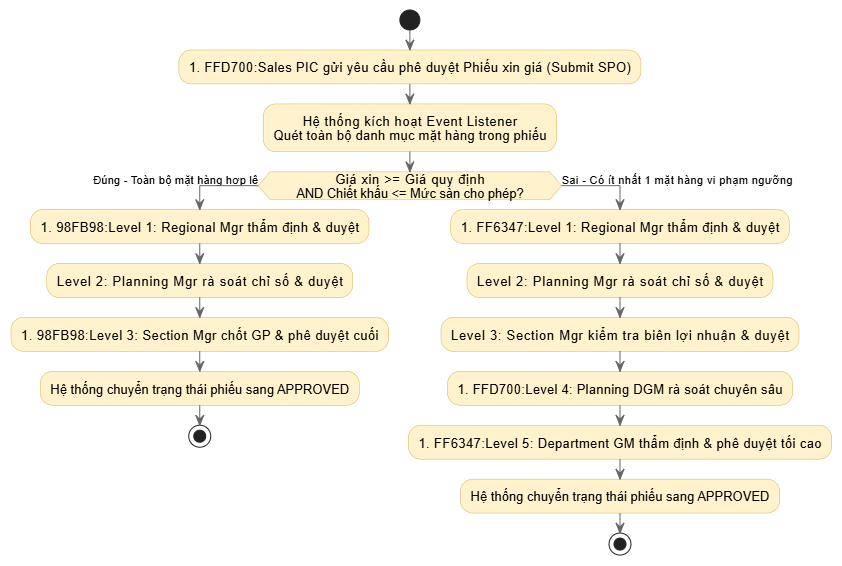 1. FFD700:Sales PIC gửi yêu cầu phê duyệt Phiếu xin giá (Submit SPO)
Hệ thống kích hoạt Event Listener
Quét toàn bộ danh mục mặt hàng trong phiếu
Đúng - Toàn bộ mặt hàng hợp lệ
Giá xin >= Giá quy định
AND Chiết khấu <= Mức sàn cho phép?
Sai - Có ít nhất 1 mặt hàng vi phạm ngưỡng
1. 98FB98:Level 1: Regional Mgr thẩm định & duyệt
Level 2: Planning Mgr rà soát chỉ số & duyệt
1. 98FB98:Level 3: Section Mgr chốt GP & phê duyệt cuối
Hệ thống chuyển trạng thái phiếu sang APPROVED
1. FF6347:Level 1: Regional Mgr thẩm định & duyệt
Level 2: Planning Mgr rà soát chỉ số & duyệt
Level 3: Section Mgr kiểm tra biên lợi nhuận & duyệt
1. FFD700:Level 4: Planning DGM rà soát chuyên sâu
1. FF6347:Level 5: Department GM thẩm định & phê duyệt tối cao
Hệ thống chuyển trạng thái phiếu sang APPROVED